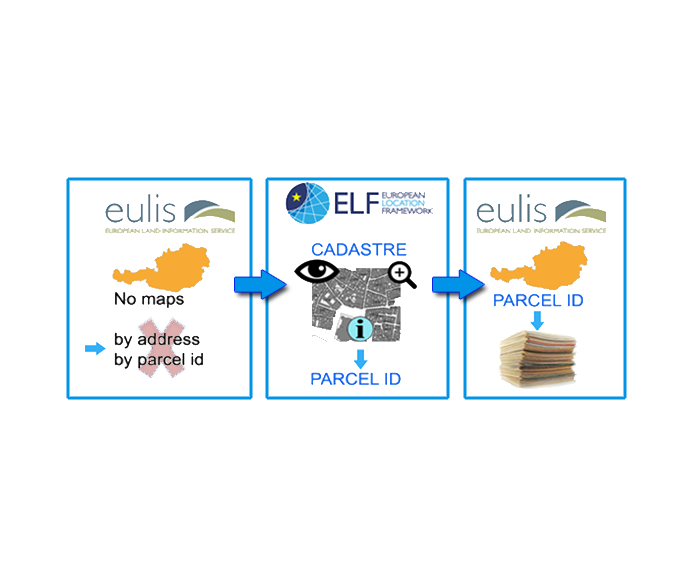 eulis
EUROPEAN LAND INFORMATION SERVICE
No maps
by address
by parcel id
ELF EUROPEAN
LOCATION
FRAMEWORK
CADASTRE
i
PARCEL ID
eulis
EUROPEAN LAND INFORMATION SERVICE
PARCEL ID